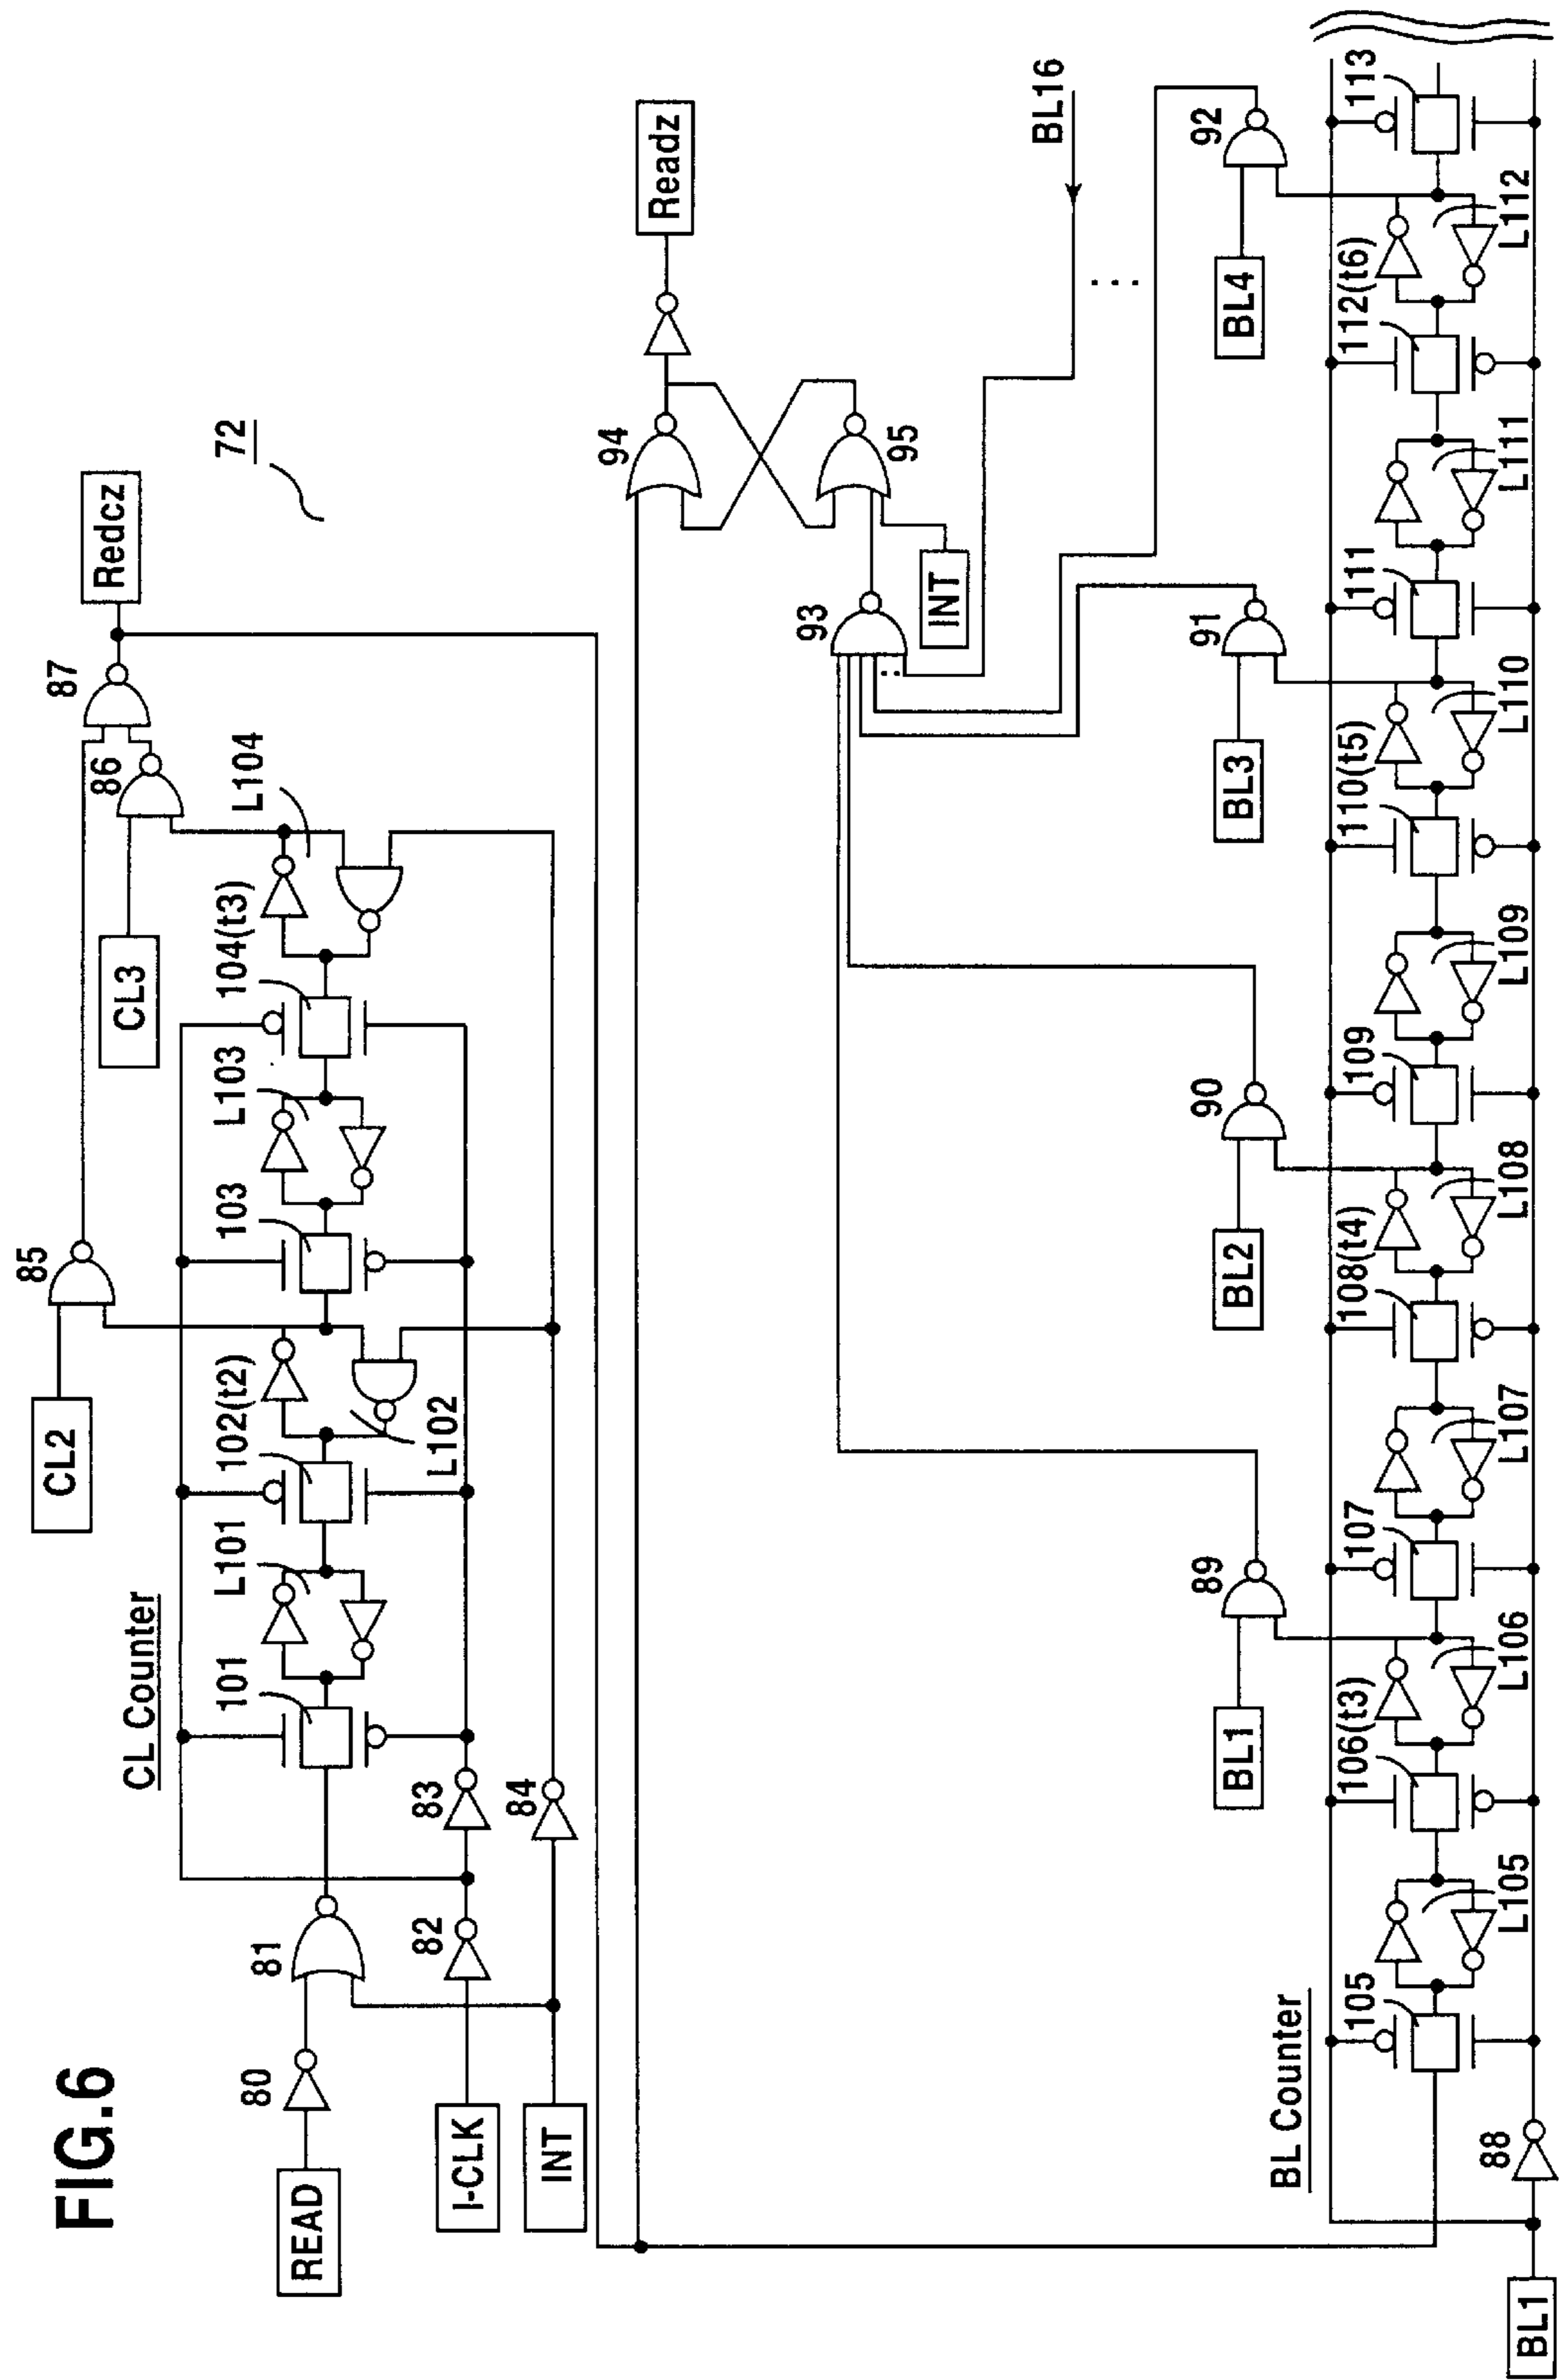 FIG.6
72
CL Counter
READ
80
81
I-CLK
82
83
INT
84
101
L101
102(t2)
L102
103
L103
104(t3)
L104
CL2
85
CL3
86
87
Redcz
94
95
Readz
93
INT
BL16
BL1
89
BL2
90
BL3
91
BL4
92
BL Counter
BL1
88
105
L105
106(t3)
L106
107
L107
108(t4)
L108
109
L109
110(t5)
L110
111
L111
112(t6)
L112
113